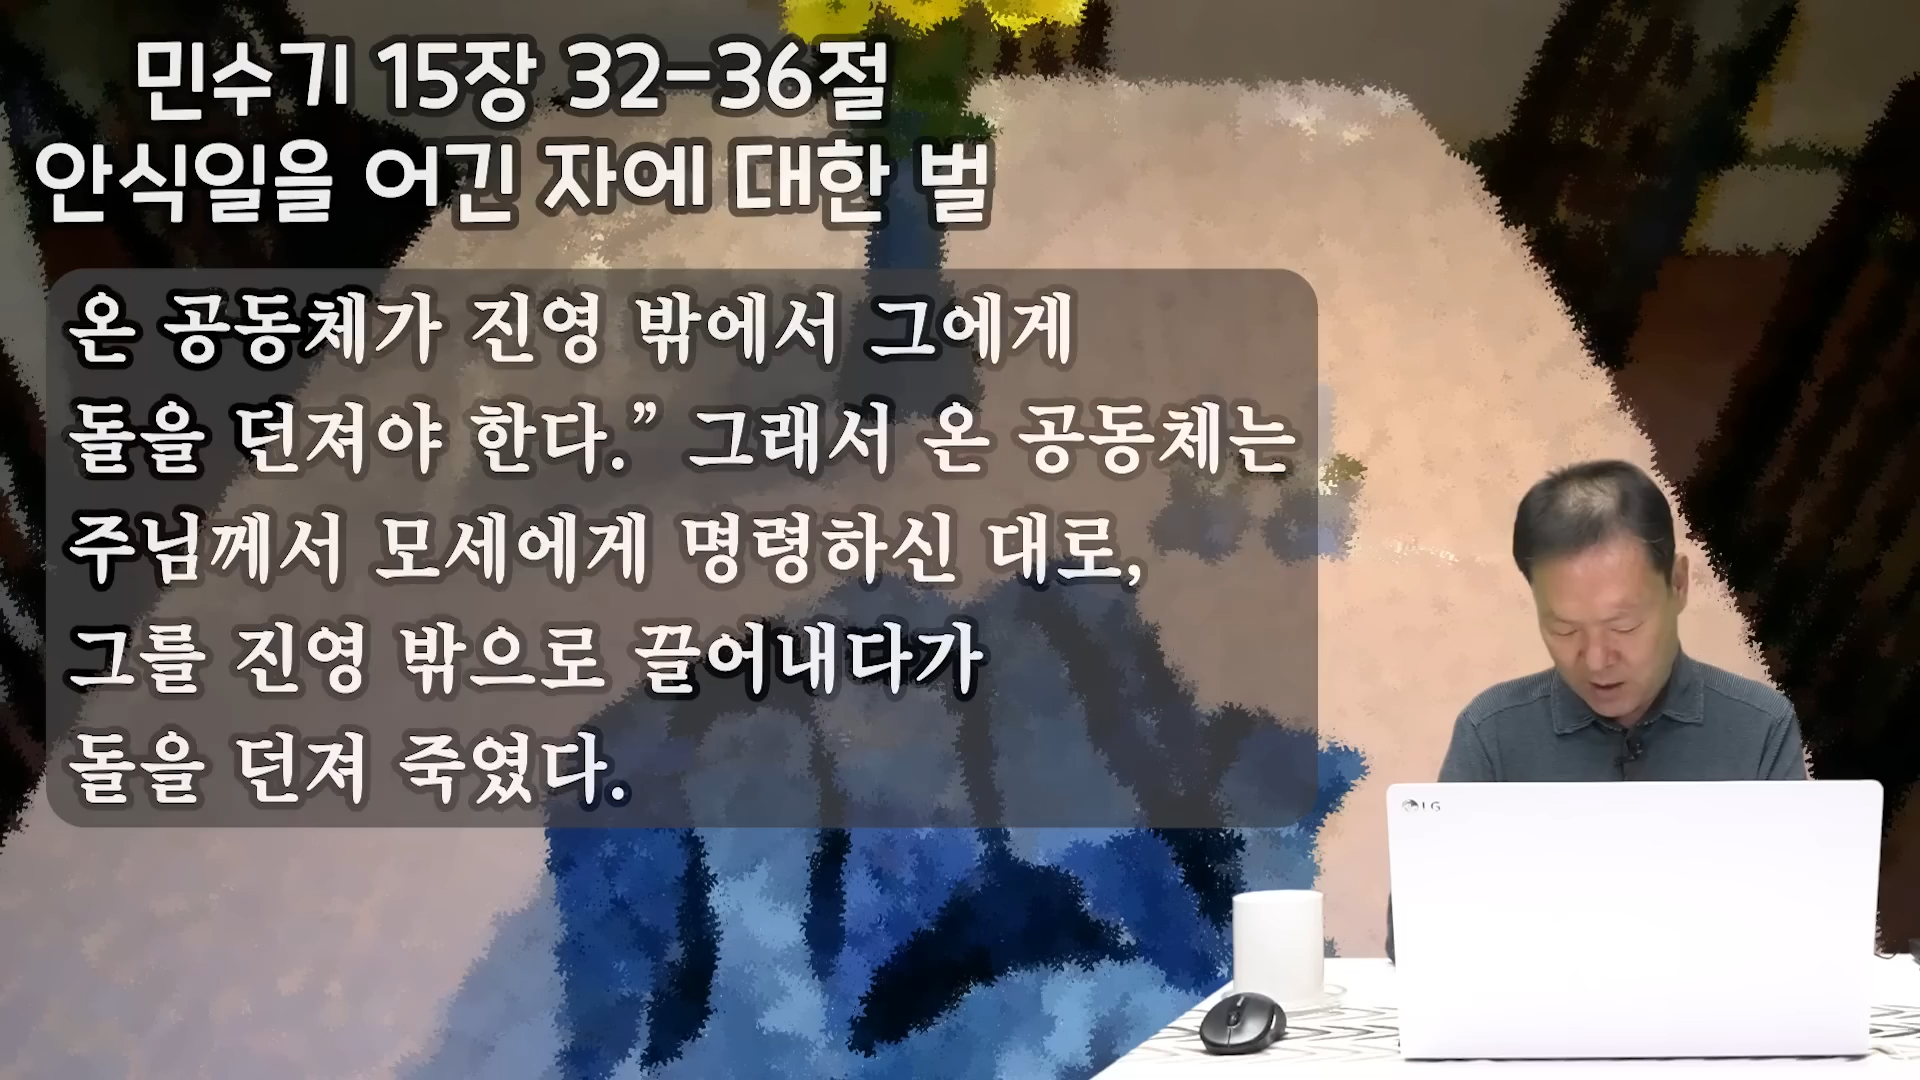 민수기 15장 32-36절
안식일을 어긴 자에 대한 벌
온 공동체가 진영 밖에서 그에게
돌을 던져야 한다.” 그래서 온 공동체는
주님께서 모세에게 명령하신 대로,
그를 진영 밖으로 끌어내다가
돌을 던져 죽였다.
LG